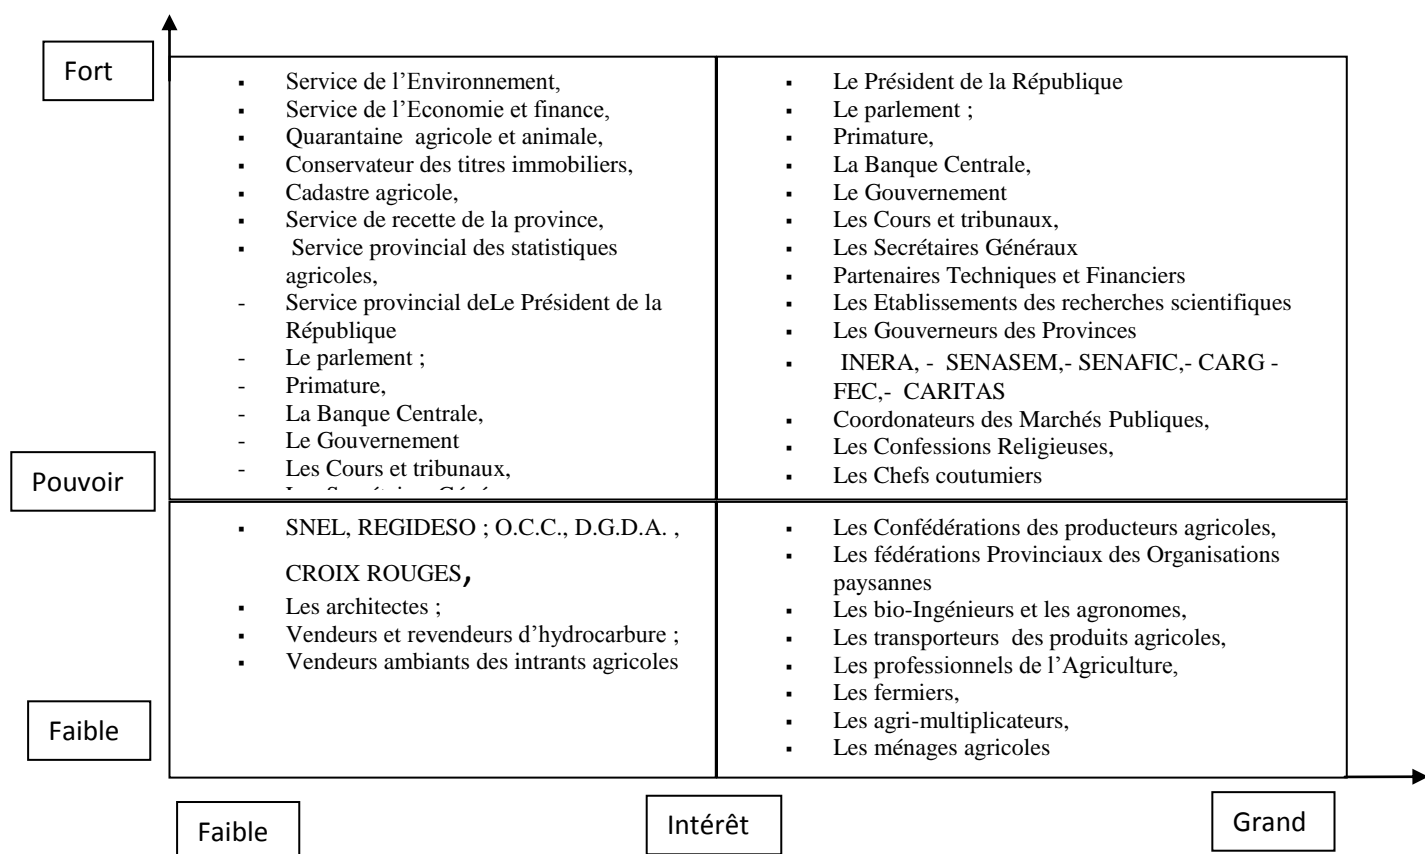 Fort
▪ Service de l’Environnement,
▪ Service de l’Economie et finance,
▪ Quarantaine agricole et animale,
▪ Conservateur des titres immobiliers,
▪ Cadastre agricole,
▪ Service de recette de la province,
▪ Service provincial des statistiques
agricoles,
- Service provincial deLe Président de la
République
- Le parlement ;
- Primature,
- La Banque Centrale,
- Le Gouvernement
- Les Cours et tribunaux,
▪ Le Président de la République
▪ Le parlement ;
▪ Primature,
▪ La Banque Centrale,
▪ Le Gouvernement
▪ Les Cours et tribunaux,
▪ Les Secrétaires Généraux
▪ Partenaires Techniques et Financiers
▪ Les Etablissements des recherches scientifiques
▪ Les Gouverneurs des Provinces
▪ INERA, - SENASEM,- SENAFIC,- CARG -
FEC,- CARITAS
▪ Coordonateurs des Marchés Publiques,
▪ Les Confessions Religieuses,
▪ Les Chefs coutumiers
Pouvoir
▪ SNEL, REGIDESO ; O.C.C., D.G.D.A. ,
CROIX ROUGES,
▪ Les architectes ;
▪ Vendeurs et revendeurs d’hydrocarbure ;
▪ Vendeurs ambiants des intrants agricoles
▪ Les Confédérations des producteurs agricoles,
▪ Les fédérations Provinciaux des Organisations
paysannes
▪ Les bio-Ingénieurs et les agronomes,
▪ Les transporteurs des produits agricoles,
▪ Les professionnels de l’Agriculture,
▪ Les fermiers,
▪ Les agri-multiplicateurs,
▪ Les ménages agricoles
Faible
Faible
Intérêt
Grand